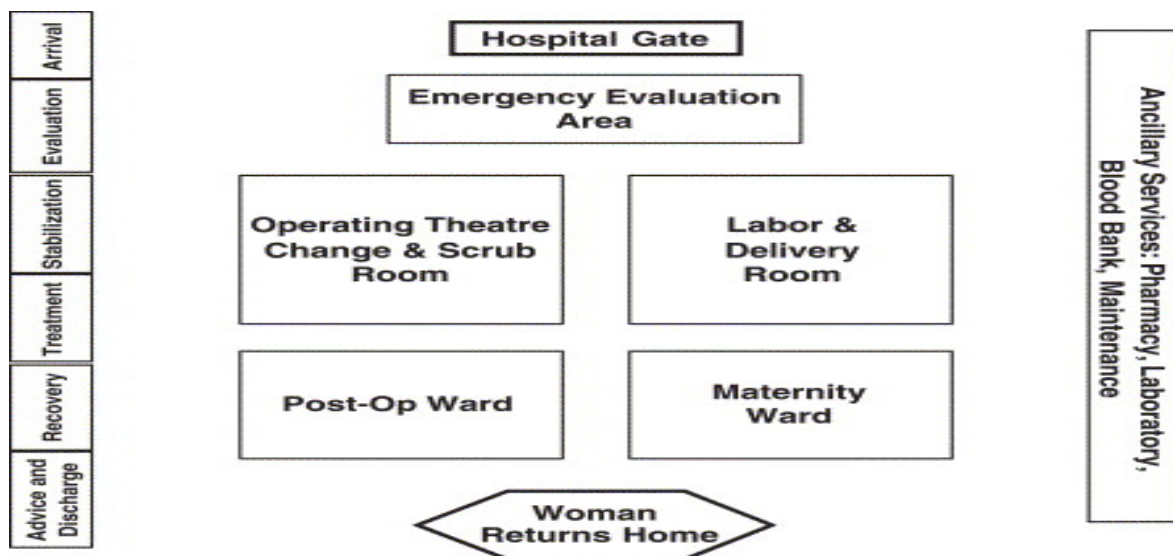 Arrival
Evaluation
Stabilization
Treatment
Recovery
Advice and
Discharge
Hospital Gate
Emergency Evaluation
Area
Operating Theatre
Change & Scrub
Room
Labor &
Delivery
Room
Post-Op Ward
Maternity
Ward
Woman
Returns Home
Ancillary Services: Pharmacy, Laboratory,
Blood Bank, Maintenance